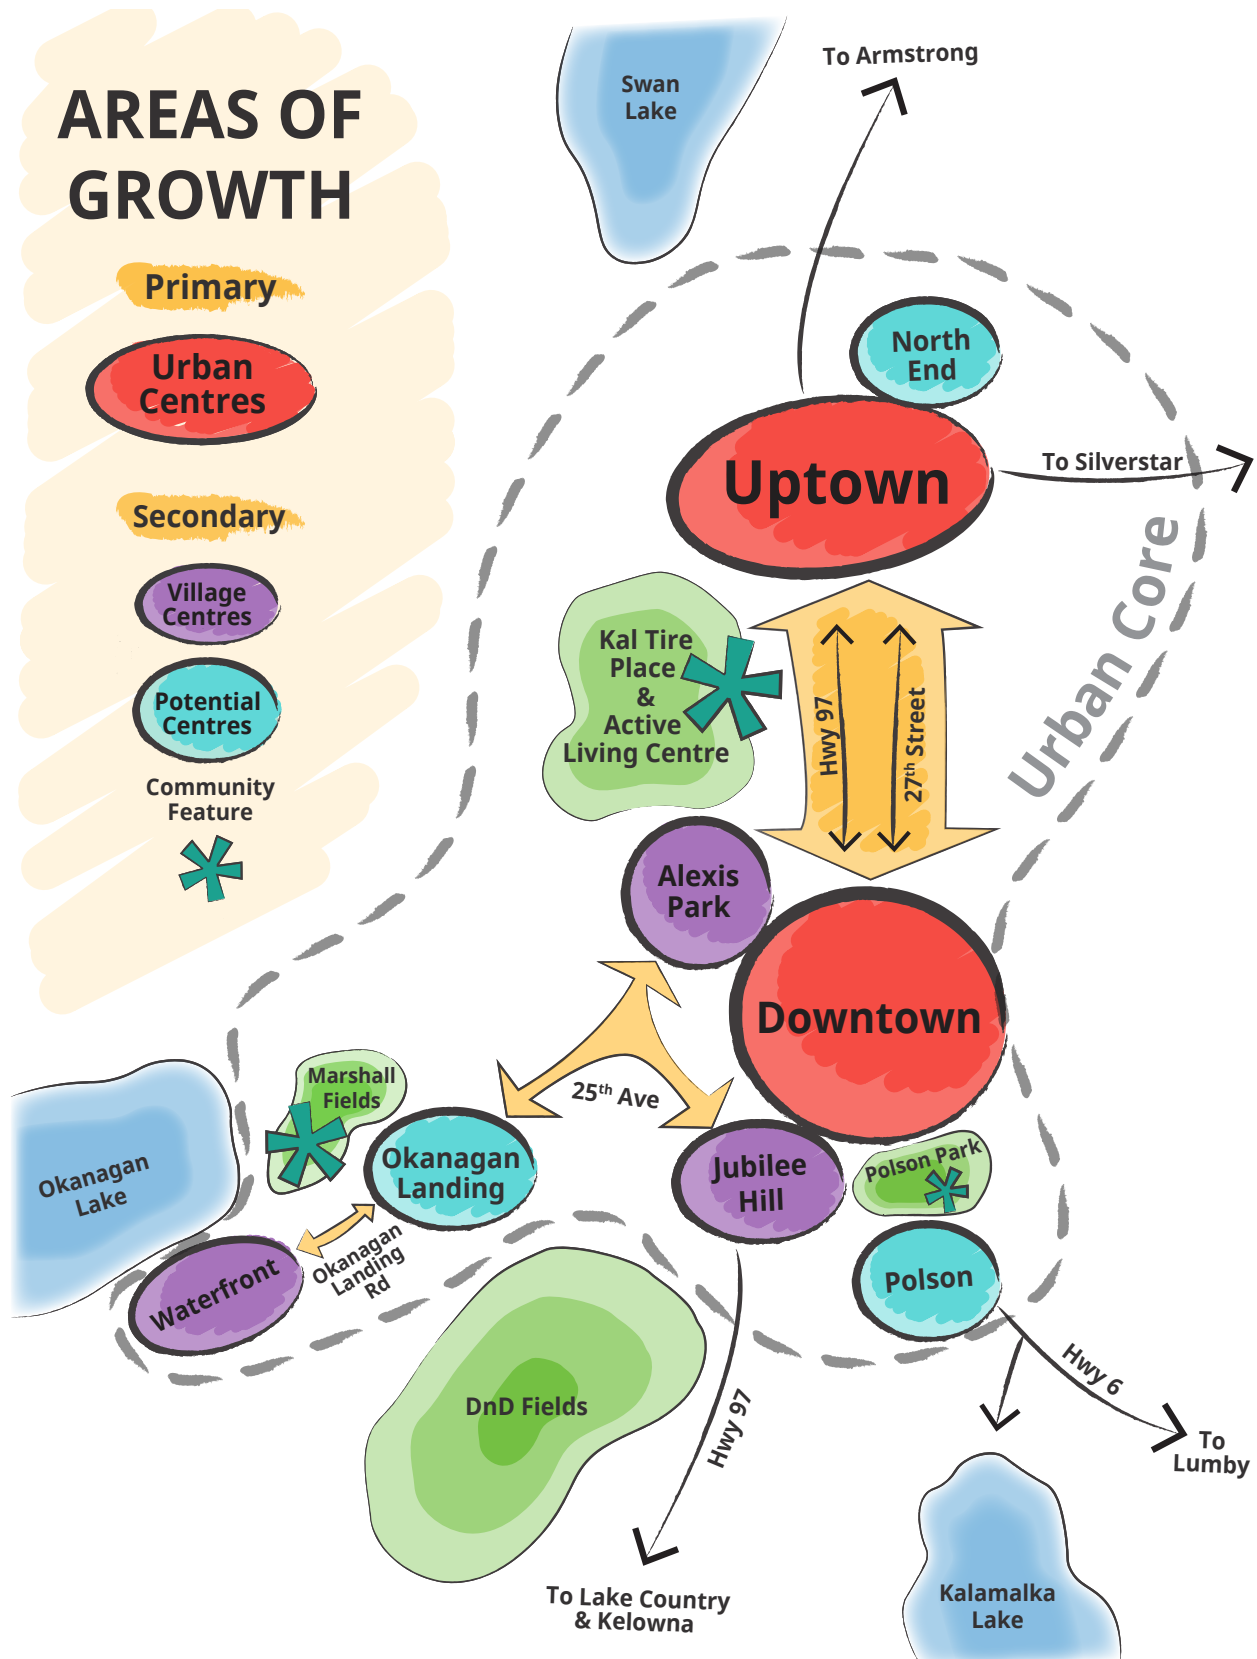 AREAS OF
GROWTH
Primary
Urban
Centres
Secondary
Village
Centres
Potential
Centres
Community
Feature
Swan
Lake
To Armstrong
North
End
Uptown
To Silverstar
Urban Core
Kal Tire
Place
&
Active
Living Centre
Hwy 97
27th Street
Alexis
Park
Downtown
25th Ave
Marshall
Fields
Okanagan
Landing
Okanagan
Lake
Waterfront
Okanagan
Landing
Rd
Jubilee
Hill
Polson Park
Polson
DnD Fields
Hwy 97
Hwy 6
To
Lumby
To Lake Country
& Kelowna
Kalamalka
Lake